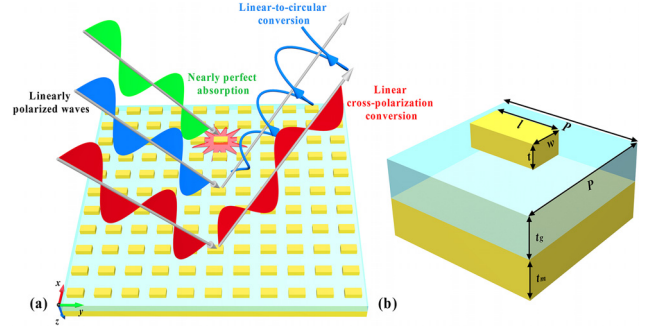 Linear-to-circular
conversion
Nearly perfect
absorption
Linearly
polarized waves
Linear
cross-polarization
conversion
x
y
z
(a)
l
P
w
t
P
tg
tm
(b)